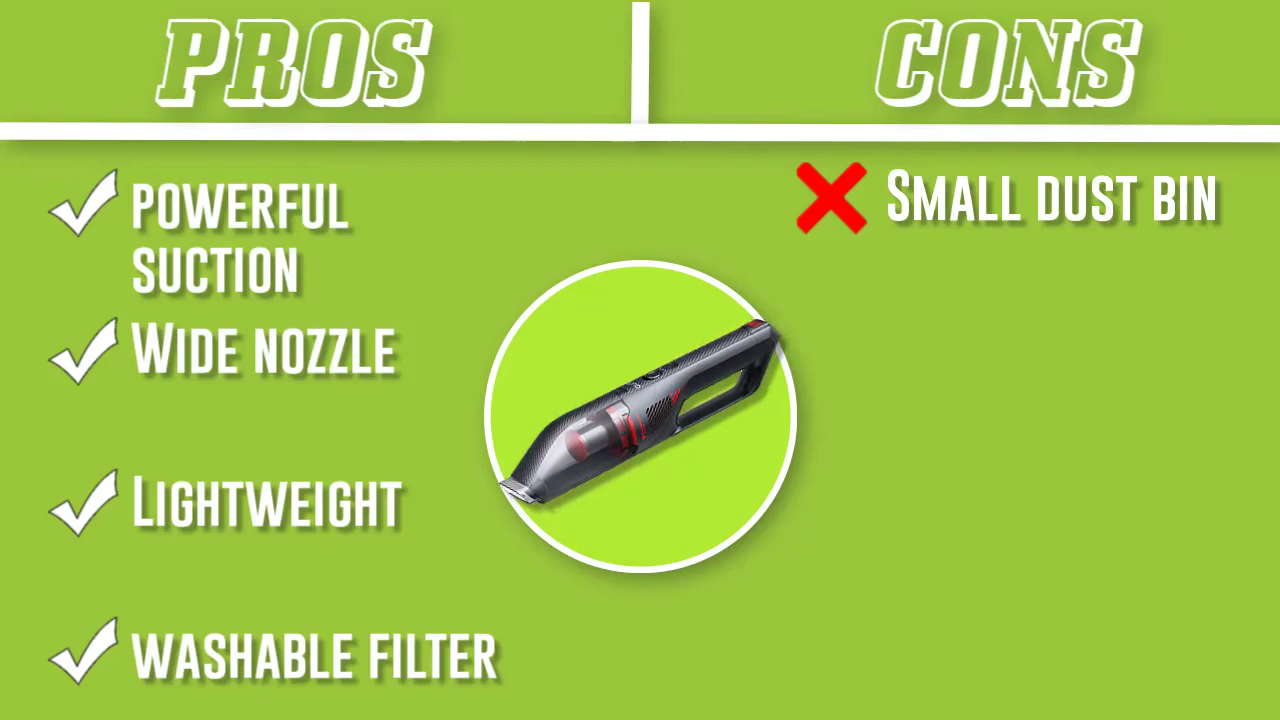 PROS
CONS
POWERFUL
SUCTION
WIDE NOZZLE
LIGHTWEIGHT
WASHABLE FILTER
SMALL DUST BIN